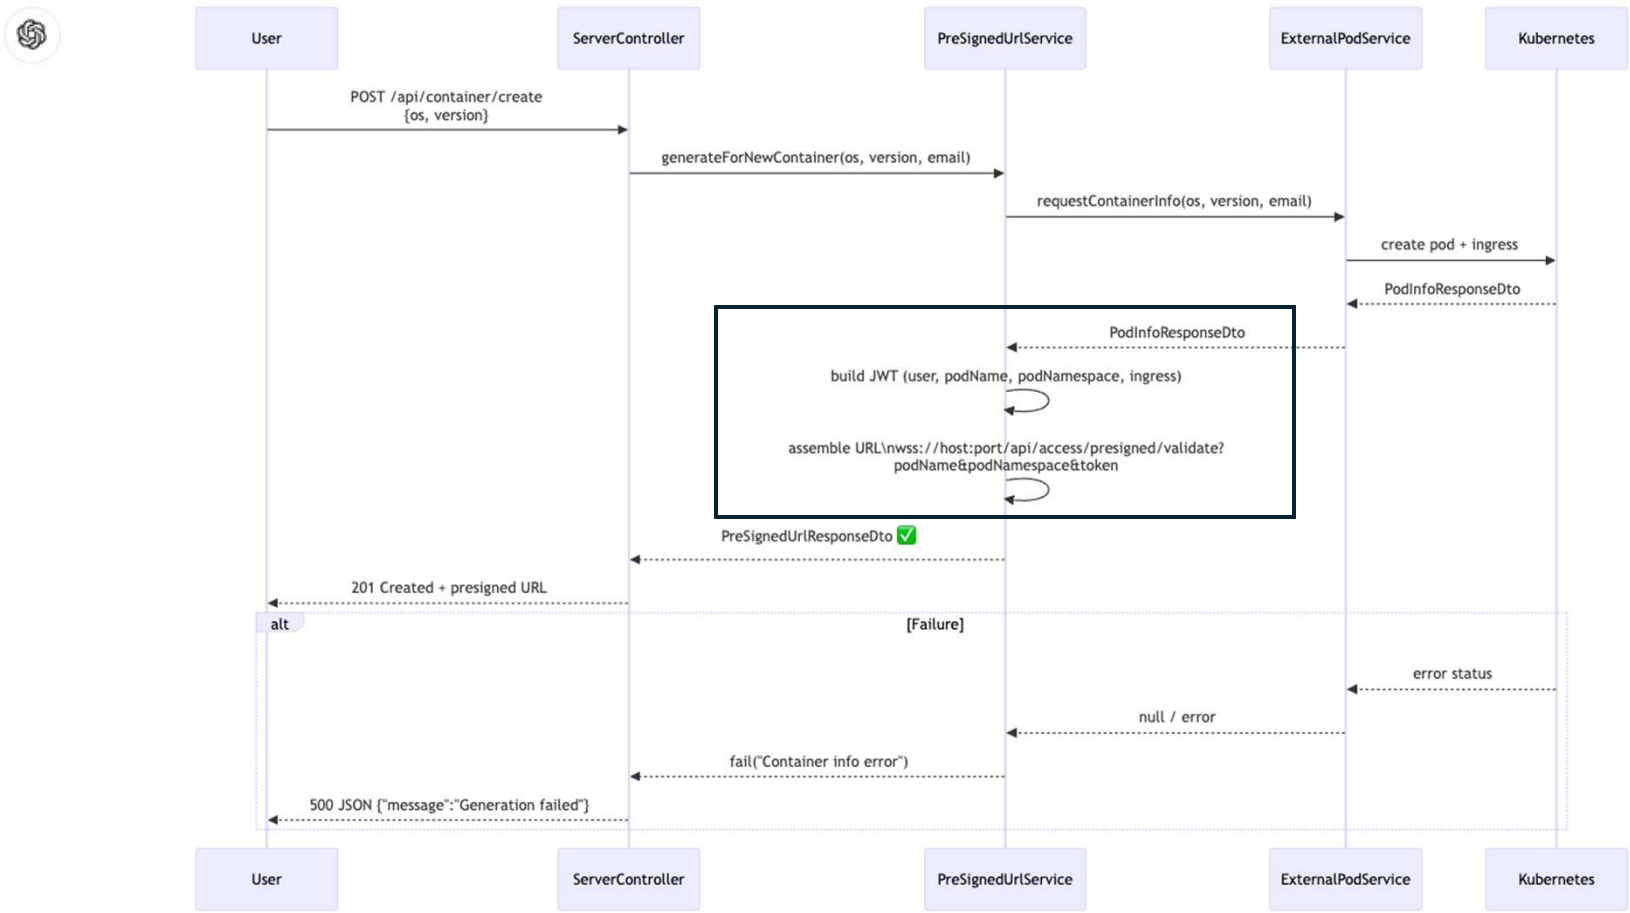 User
ServerController
PreSignedUrlService
ExternalPodService
Kubernetes
POST /api/container/create
{os, version}
generateForNewContainer(os, version, email)
requestContainerInfo(os, version, email)
create pod + ingress
PodInfoResponseDto
PodInfoResponseDto
build JWT (user, podName, podNamespace, ingress)
assemble URL\nwss://host:port/api/access/presigned/validate?
podName&podNamespace&token
PreSignedUrlResponseDto ✅
201 Created + presigned URL
alt
[Failure]
error status
null / error
fail("Container info error")
500 JSON {"message":"Generation failed"}
User
ServerController
PreSignedUrlService
ExternalPodService
Kubernetes